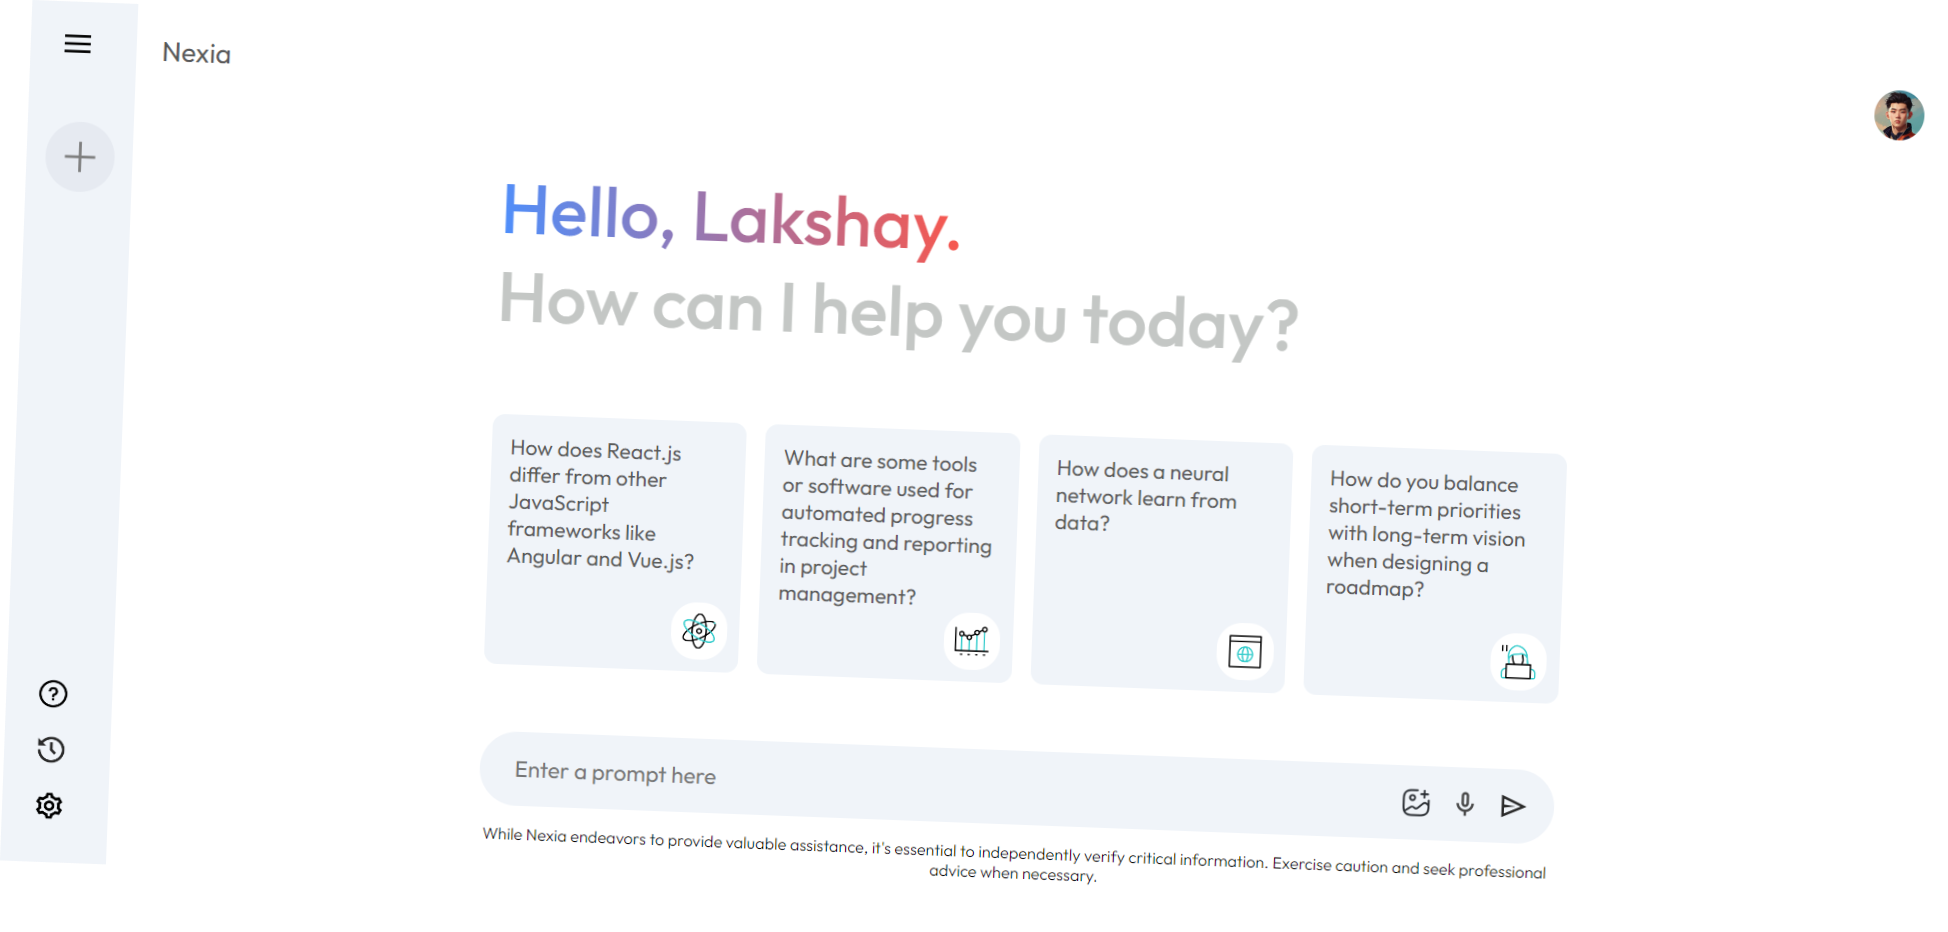 Nexia
Hello, Lakshay.
How can I help you today?
How does React.js
differ from other
JavaScript
frameworks like
Angular and Vue.js?
What are some tools
or software used for
automated progress
tracking and reporting
in project
management?
How does a neural
network learn from
data?
How do you balance
short-term priorities
with long-term vision
when designing a
roadmap?
Enter a prompt here
While Nexia endeavors to provide valuable assistance, it's essential to independently verify critical information. Exercise caution and seek professional
advice when necessary.